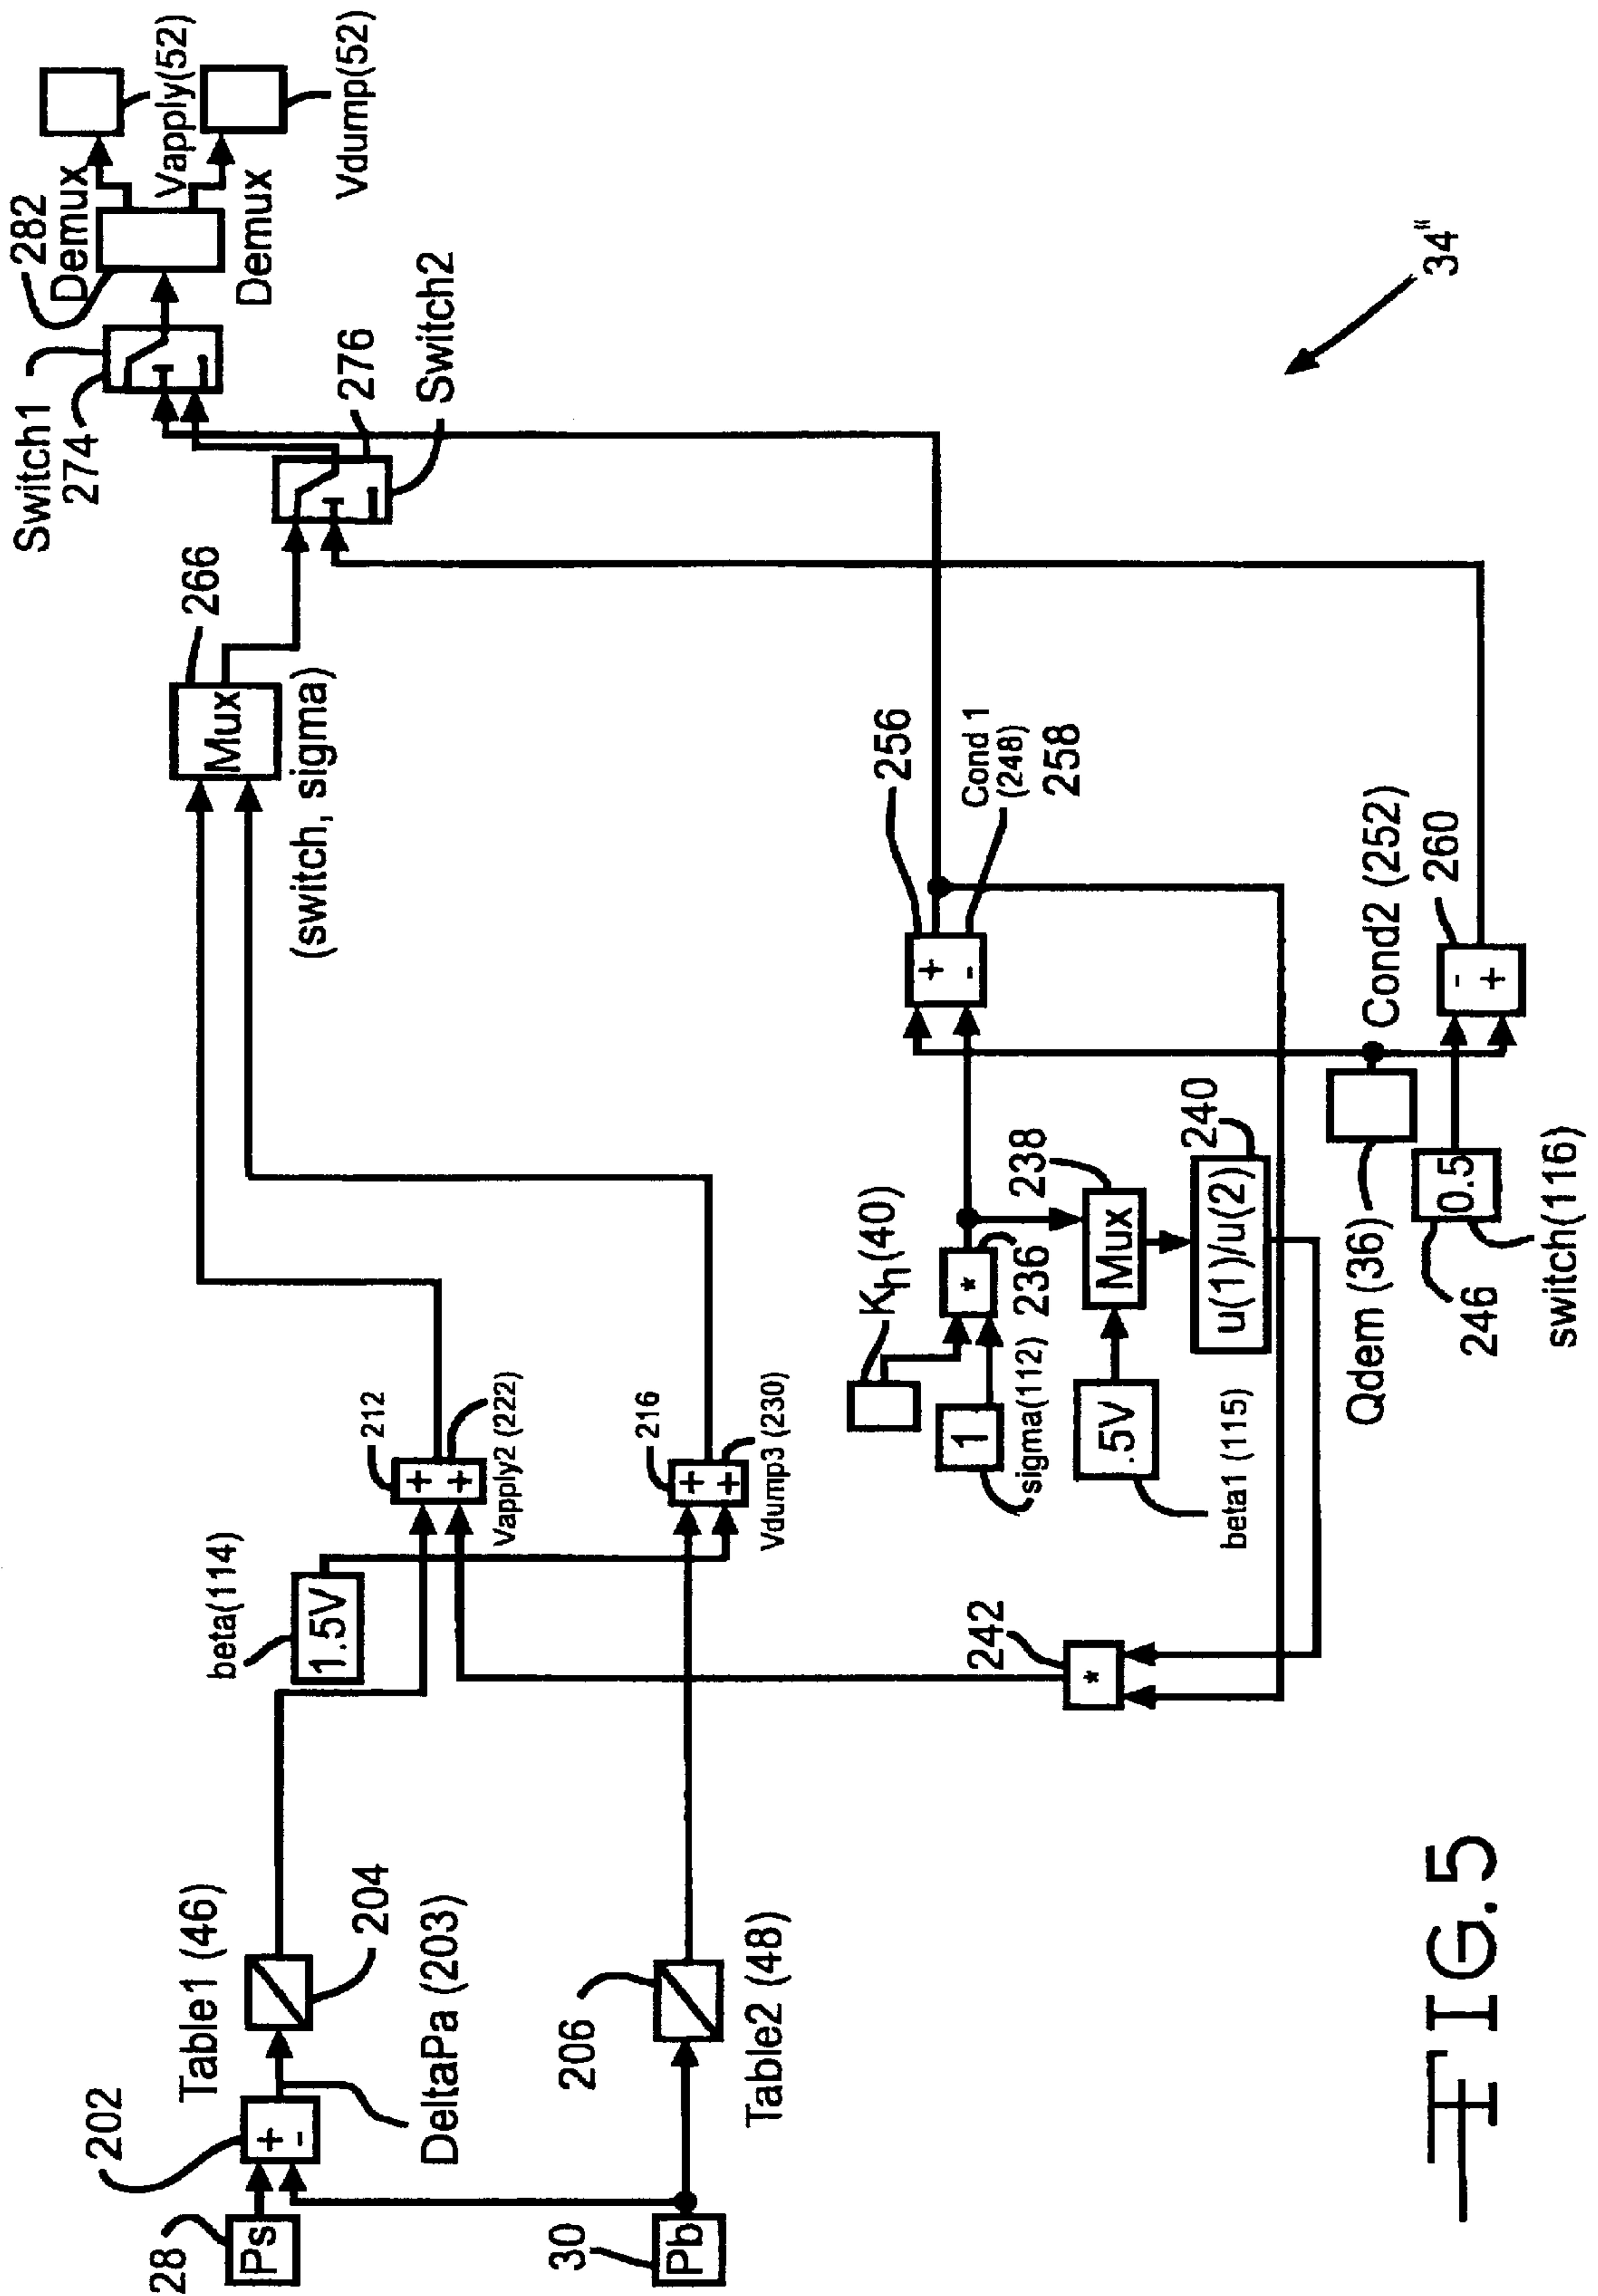 28
Ps
202
+
-
Table1 (46)
204
DeltaPa (203)
30
Pb
206
Table2 (48)
beta(114)
1.5V
212
+
+
Vapply2 (222)
216
+
+
Vdump3 (230)
242
*
Kh(40)
*
236
1
sigma(112)
238
Mux
.5V
beta1 (115)
240
u(1)/u(2)
Qdem (36)
0.5
246
switch(116)
256
+
-
Cond 1
(248)
258
Cond2 (252)
260
-
+
266
Mux
(switch, sigma)
Switch1
274
276
Switch2
282
Demux
Demux
Vapply(52)
Vdump(52)
34"
FIG. 5